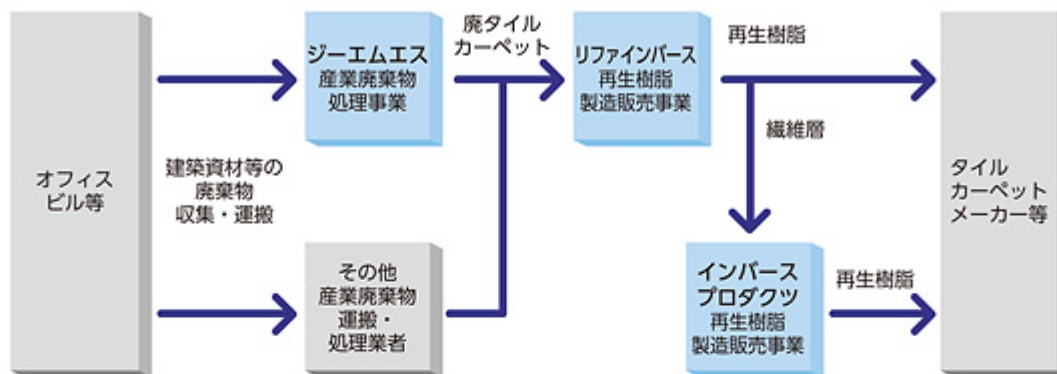 オフィス
ビル等
建築資材等の
廃棄物
収集・運搬
ジーエムエス
産業廃棄物
処理事業
その他
産業廃棄物
運搬・
処理業者
廃タイル
カーペット
リファインバース
再生樹脂
製造販売事業
再生樹脂
繊維層
インバース
プロダクツ
再生樹脂
製造販売事業
再生樹脂
タイル
カーペット
メーカー等